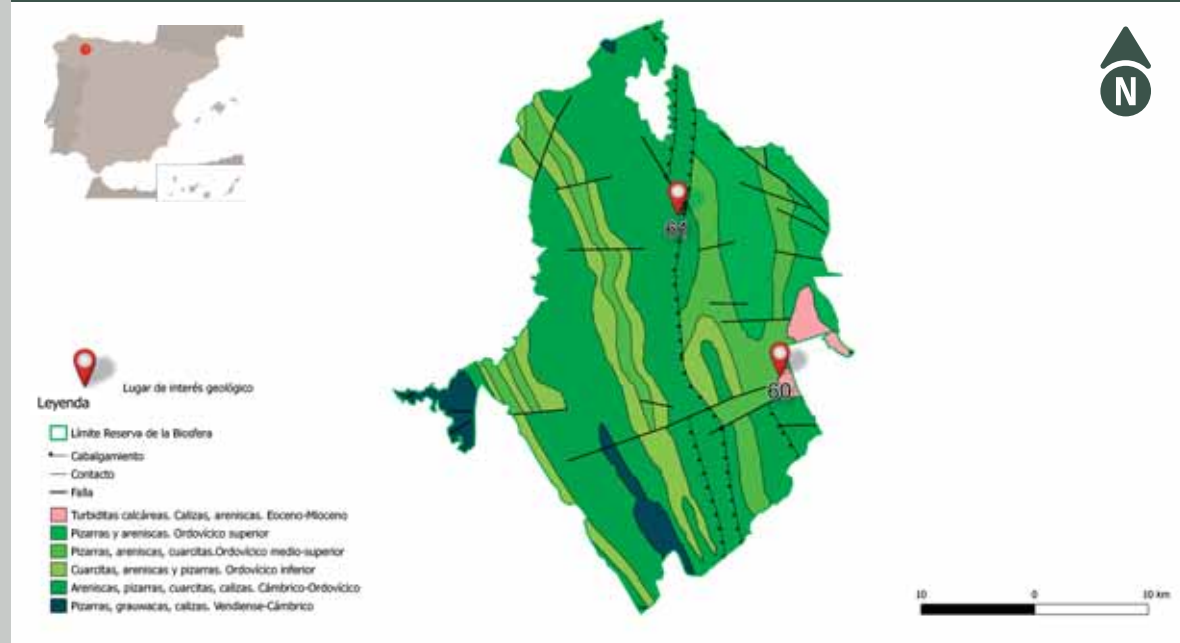 N
61
60
Lugar de interés geológico
Leyenda
Límite Reserva de la Biosfera
Cabalgamiento
Contacto
Falla
Turbiditas calcáreas. Calizas, areniscas. Eoceno-Mioceno
Pizarras y areniscas. Ordovícico superior
Pizarras, areniscas, cuarcitas.Ordovícico medio-superior
Cuarcitas, areniscas y pizarras. Ordovícico inferior
Areniscas, pizarras, cuarcitas, calizas. Cámbrico-Ordovícico
Pizarras, grauwacas, calizas. Vendiense-Cámbrico
10 0 10 km